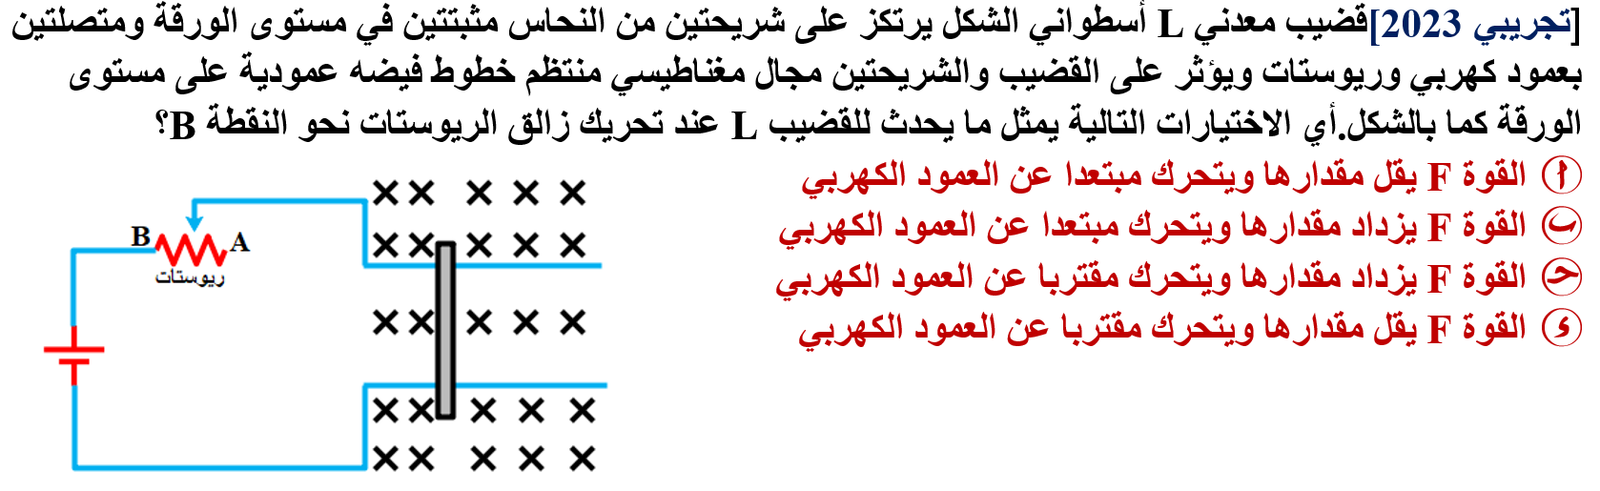 [تجريبي 2023]قضيب معدني L أسطواني الشكل يرتكز على شريحتين من النحاس مثبتتين في مستوى الورقة ومتصلتين
بعمود كهربي وريوستات ويؤثر على القضيب والشريحتين مجال مغناطيسي منتظم خطوط فيضه عمودية على مستوى
الورقة كما بالشكل.أي الاختيارات التالية يمثل ما يحدث للقضيب L عند تحريك زالق الريوستات نحو النقطة B؟
أ القوة F يقل مقدارها ويتحرك مبتعدا عن العمود الكهربي
ب القوة F يزداد مقدارها ويتحرك مبتعدا عن العمود الكهربي
ج القوة F يزداد مقدارها ويتحرك مقتربا عن العمود الكهربي
د القوة F يقل مقدارها ويتحرك مقتربا عن العمود الكهربي
B A
ريوستات